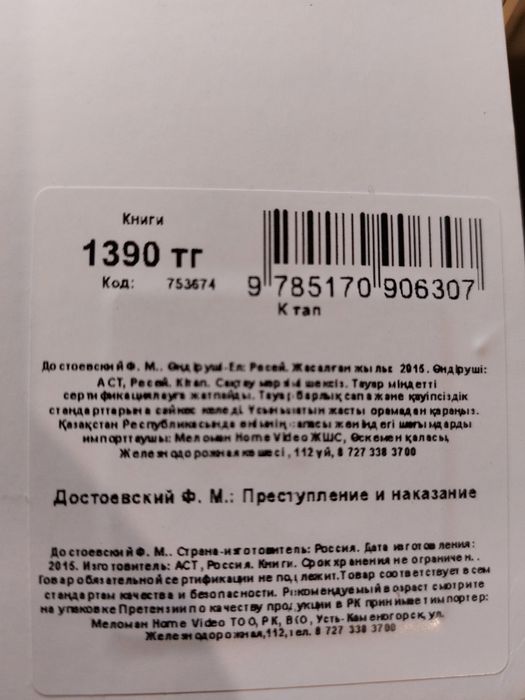 Книги
1390 тг
Код: 753674
9 785170 906307
К тап
Достоевский Ф. М.. Өндіруші-Ел: Ресей. Жасалған жылы: 2015. Өндіруші:
АСТ, Ресей. Кітап. Сақтау мерзімі шексіз. Тауар міндетті
сертификациялауға жатпайды. Тауар барлық сапа және қауіпсіздік
стандарттарына сәйкес келеді. Ұсынылатын жасты орамадан қараңыз.
Қазақстан Республикасында өнімнің сапасы жөніндегі шағымдарды
импорттаушы: Меломан Home Video ЖШС, Өскемен қаласы,
Железнодорожная көшесі, 112 үй, 8 727 338 3700
Достоевский Ф. М.: Преступление и наказание
Достоевский Ф. М.. Страна-изготовитель: Россия. Дата изготовления:
2015. Изготовитель: АСТ, Россия. Книги. Срок хранения не ограничен. .
Товар обязательной сертификации не подлежит. Товар соответствует всем
стандартам качества и безопасности. Рекомендуемый возраст смотрите
на упаковке Претензии по качеству продукции в РК принимает импортер:
Меломан Home Video ТОО, РК, ВКО, Усть-Каменогорск, ул.
Железнодорожная,112,тел. 8 727 338 3700